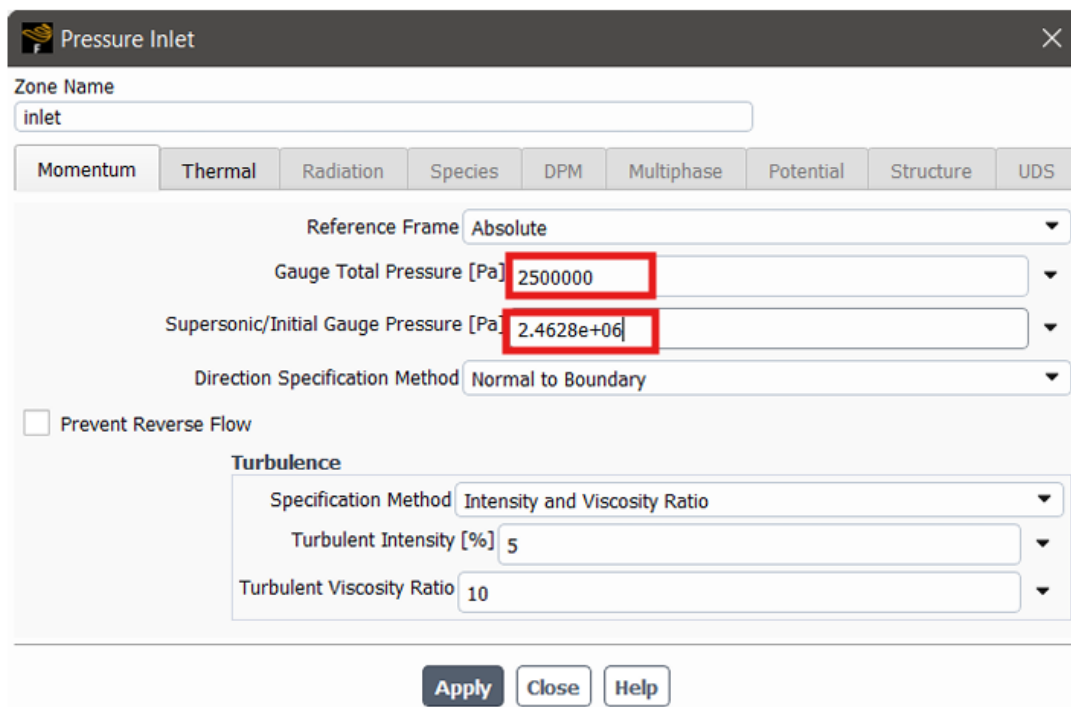 Pressure Inlet
Zone Name
inlet
Momentum Thermal Radiation Species DPM Multiphase Potential Structure UDS
Reference Frame Absolute
Gauge Total Pressure [Pa] 2500000
Supersonic/Initial Gauge Pressure [Pa] 2.4628e+06
Direction Specification Method Normal to Boundary
Prevent Reverse Flow
Turbulence
Specification Method Intensity and Viscosity Ratio
Turbulent Intensity [%] 5
Turbulent Viscosity Ratio 10
Apply Close Help